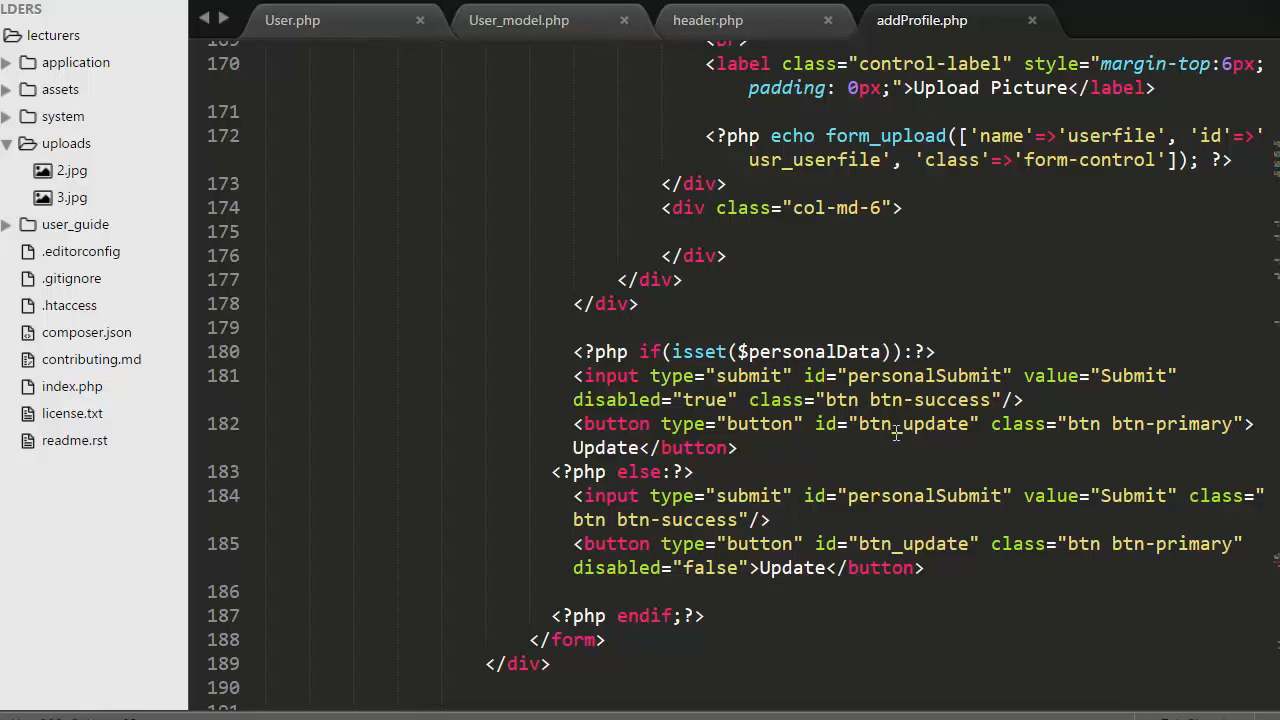 LDERS
lecturers
application
assets
system
uploads
2.jpg
3.jpg
user_guide
.editorconfig
.gitignore
.htaccess
composer.json
contributing.md
index.php
license.txt
readme.rst
User.php
User_model.php
header.php
addProfile.php
169 <br>
170 <label class="control-label" style="margin-top:6px;
padding: 0px;">Upload Picture</label>
171
172 <?php echo form_upload(['name'=>'userfile', 'id'=>'
usr_userfile', 'class'=>'form-control']); ?>
173 </div>
174 <div class="col-md-6">
175
176 </div>
177 </div>
178 </div>
179
180 <?php if(isset($personalData)):?>
181 <input type="submit" id="personalSubmit" value="Submit"
disabled="true" class="btn btn-success"/>
182 <button type="button" id="btn_update" class="btn btn-primary">
Update</button>
183 <?php else:?>
184 <input type="submit" id="personalSubmit" value="Submit" class="
btn btn-success"/>
185 <button type="button" id="btn_update" class="btn btn-primary"
disabled="false">Update</button>
186
187 <?php endif;?>
188 </form>
189 </div>
190
191